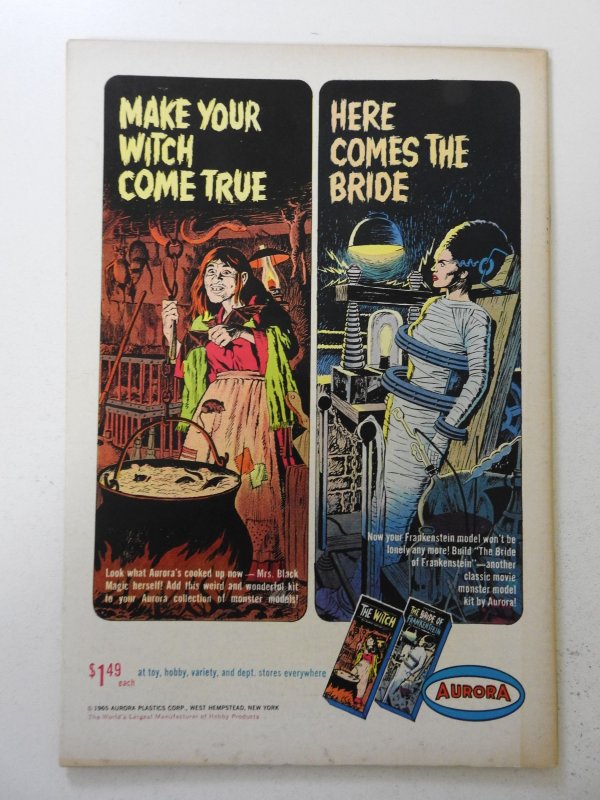 MAKE YOUR
WITCH
COME TRUE
Look what Aurora's cooked up now — Mrs. Black
Magic herself! Add this weird and wonderful kit
to your Aurora collection of monster models!
HERE
COMES THE
BRIDE
Now your Frankenstein model won't be
lonely any more! Build "The Bride
of Frankenstein"—another
classic movie
monster model
kit by Aurora!
THE WITCH
THE BRIDE OF
FRANKENSTEIN
$1.49
each
at toy, hobby, variety, and dept. stores everywhere
AURORA
© 1965 AURORA PLASTICS CORP., WEST HEMPSTEAD, NEW YORK
The World's Largest Manufacturer of Hobby Products